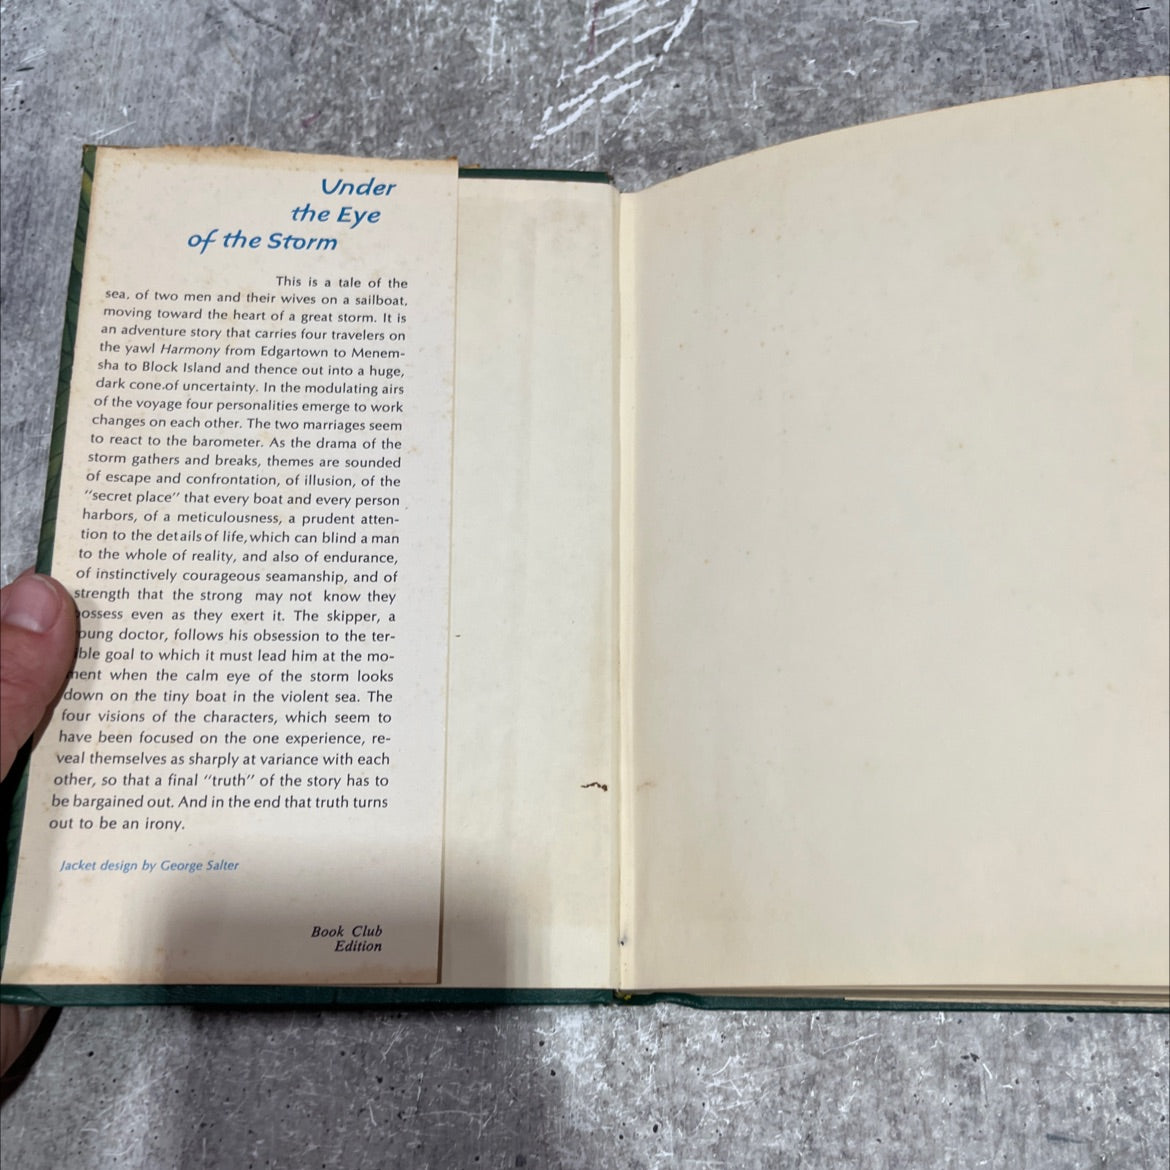 Under
the Eye
of the Storm
This is a tale of the
sea, of two men and their wives on a sailboat,
moving toward the heart of a great storm. It is
an adventure story that carries four travelers on
the yawl Harmony from Edgartown to Menem-
sha to Block Island and thence out into a huge,
dark cone of uncertainty. In the modulating airs
of the voyage four personalities emerge to work
changes on each other. The two marriages seem
to react to the barometer. As the drama of the
storm gathers and breaks, themes are sounded
of escape and confrontation, of illusion, of the
"secret place" that every boat and every person
harbors, of a meticulousness, a prudent atten-
tion to the details of life, which can blind a man
to the whole of reality, and also of endurance,
of instinctively courageous seamanship, and of
strength that the strong may not know they
ossess even as they exert it. The skipper, a
oung doctor, follows his obsession to the ter-
ble goal to which it must lead him at the mo-
ment when the calm eye of the storm looks
down on the tiny boat in the violent sea. The
four visions of the characters, which seem to
have been focused on the one experience, re-
veal themselves as sharply at variance with each
other, so that a final "truth" of the story has to
be bargained out. And in the end that truth turns
out to be an irony.
Jacket design by George Salter
Book Club
Edition